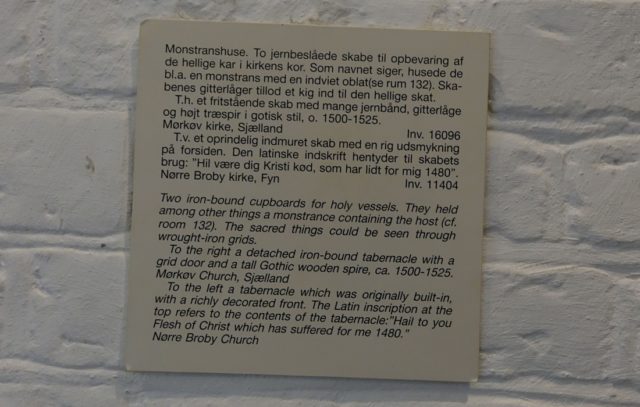 Monstranshuse. To jernbeslåede skabe til opbevaring af
de hellige kar i kirkens kor. Som navnet siger, husede de
bl.a. en monstrans med en indviet oblat(se rum 132). Ska-
benes gitterlåger tillod et kig ind til den hellige skat.
T.h. et fritstående skab med mange jernbånd, gitterlåge
og højt træspir i gotisk stil, o. 1500-1525.
Mørkøv kirke, Sjælland Inv. 16096
T.v. et oprindelig indmuret skab med en rig udsmykning
på forsiden. Den latinske indskrift hentyder til skabets
brug: "Hil være dig Kristi kød, som har lidt for mig 1480".
Nørre Broby kirke, Fyn Inv. 11404
Two iron-bound cupboards for holy vessels. They held
among other things a monstrance containing the host (cf.
room 132). The sacred things could be seen through
wrought-iron grids.
To the right a detached iron-bound tabernacle with a
grid door and a tall Gothic wooden spire, ca. 1500-1525.
Mørkøv Church, Sjælland
To the left a tabernacle which was originally built-in,
with a richly decorated front. The Latin inscription at the
top refers to the contents of the tabernacle:"Hail to you
Flesh of Christ which has suffered for me 1480."
Nørre Broby Church